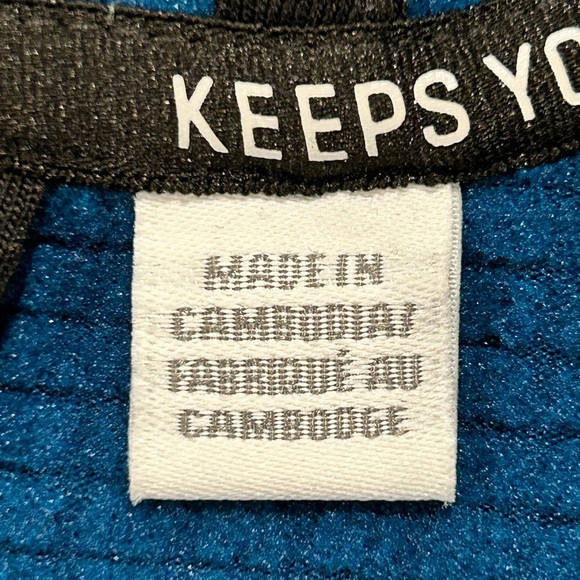 KEEPS YO
MADE IN
CAMBODIA/
FABRIQUÉ AU
CAMBODGE